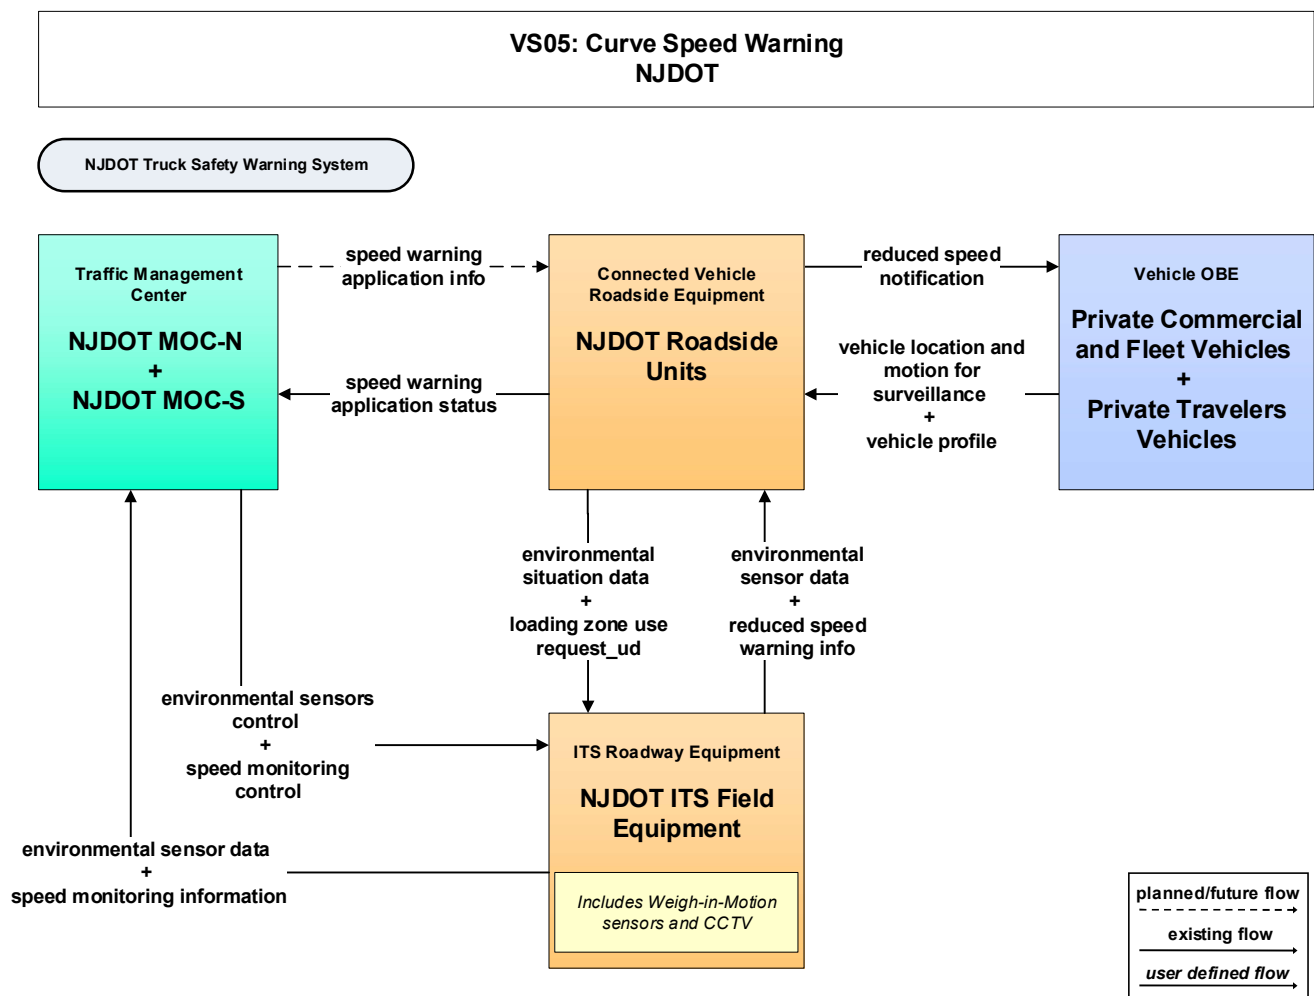 VS05: Curve Speed Warning
NJDOT
NJDOT Truck Safety Warning System
Traffic Management
Center
NJDOT MOC-N
+
NJDOT MOC-S
speed warning
application info
speed warning
application status
Connected Vehicle
Roadside Equipment
NJDOT Roadside
Units
reduced speed
notification
vehicle location and
motion for
surveillance
+
vehicle profile
Vehicle OBE
Private Commercial
and Fleet Vehicles
+
Private Travelers
Vehicles
environmental
situation data
+
loading zone use
request_ud
environmental
sensor data
+
reduced speed
warning info
environmental sensors
control
+
speed monitoring
control
environmental sensor data
+
speed monitoring information
ITS Roadway Equipment
NJDOT ITS Field
Equipment
Includes Weigh-in-Motion
sensors and CCTV
planned/future flow
existing flow
user defined flow